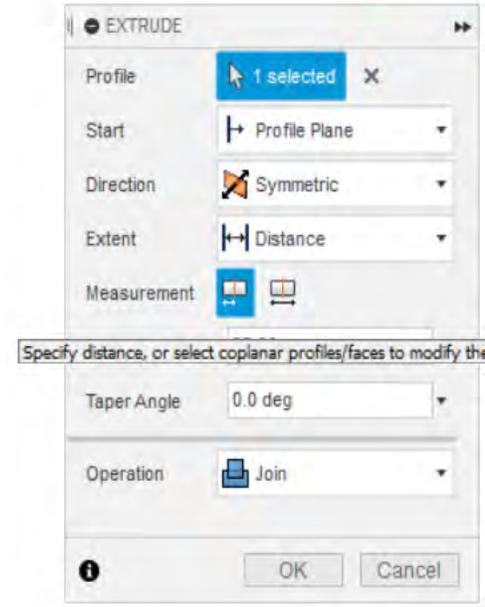 EXTRUDE
Profile 1 selected
Start Profile Plane
Direction Symmetric
Extent Distance
Measurement
Specify distance, or select coplanar profiles/faces to modify the
Taper Angle 0.0 deg
Operation Join
OK Cancel